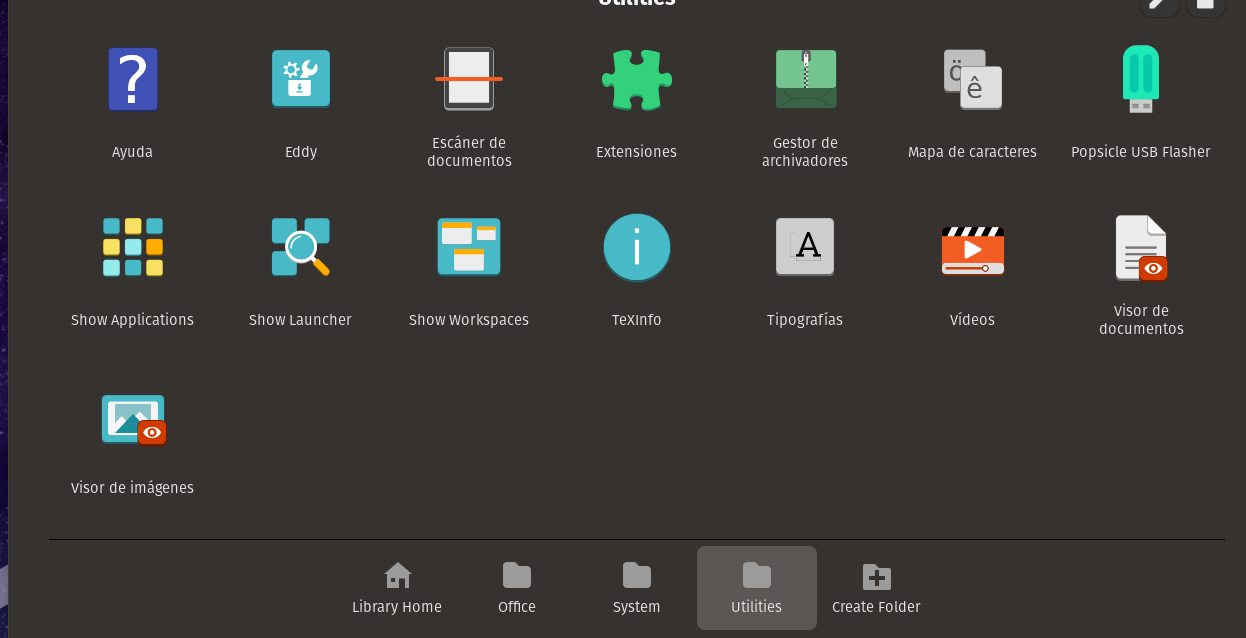 Utilities
Ayuda
Eddy
Escáner de
documentos
Extensiones
Gestor de
archivadores
Mapa de caracteres
Popsicle USB Flasher
Show Applications
Show Launcher
Show Workspaces
TeXInfo
Tipografías
Vídeos
Visor de
documentos
Visor de imágenes
Library Home
Office
System
Utilities
Create Folder